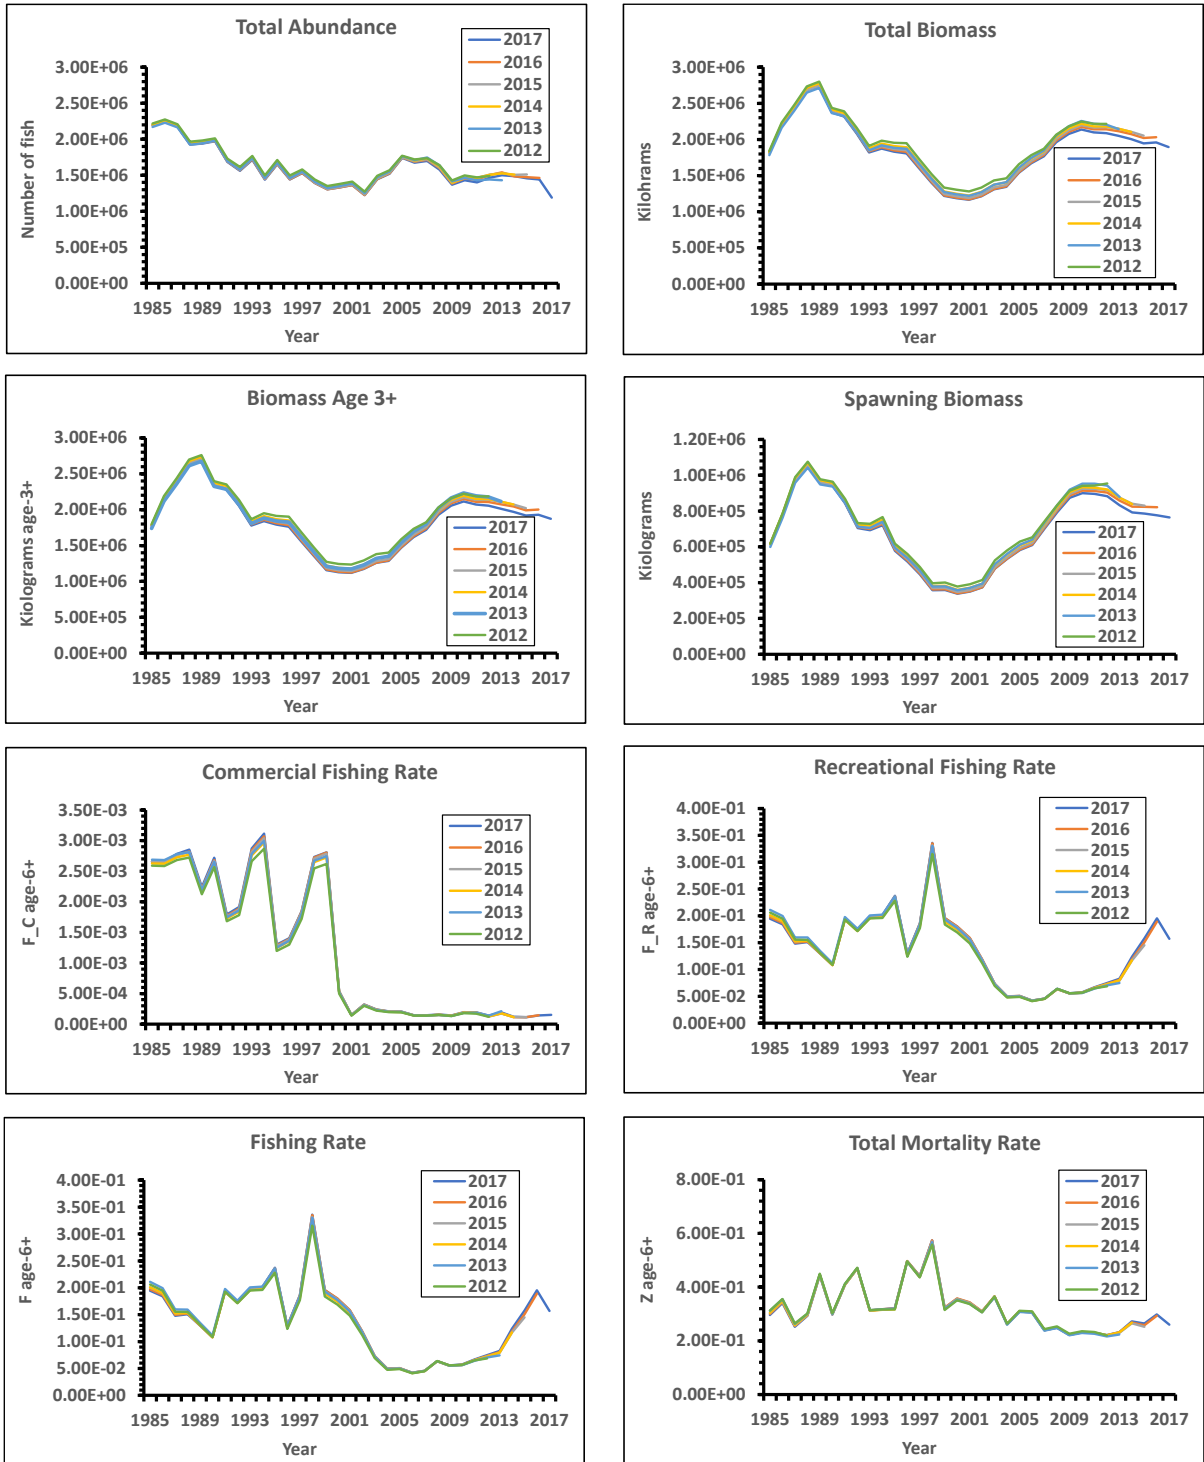 Total Abundance
Number of fish
3.00E+06
2.50E+06
2.00E+06
1.50E+06
1.00E+06
5.00E+05
0.00E+00
2017
2016
2015
2014
2013
2012
1985 1989 1993 1997 2001 2005 2009 2013 2017
Year
Total Biomass
Kilohrams
3.00E+06
2.50E+06
2.00E+06
1.50E+06
1.00E+06
5.00E+05
0.00E+00
2017
2016
2015
2014
2013
2012
1985 1989 1993 1997 2001 2005 2009 2013 2017
Year
Biomass Age 3+
Kiolograms age-3+
3.00E+06
2.50E+06
2.00E+06
1.50E+06
1.00E+06
5.00E+05
0.00E+00
2017
2016
2015
2014
2013
2012
1985 1989 1993 1997 2001 2005 2009 2013 2017
Year
Spawning Biomass
Kiolograms
1.20E+06
1.00E+06
8.00E+05
6.00E+05
4.00E+05
2.00E+05
0.00E+00
2017
2016
2015
2014
2013
2012
1985 1989 1993 1997 2001 2005 2009 2013 2017
Year
Commercial Fishing Rate
F_C age-6+
3.50E-03
3.00E-03
2.50E-03
2.00E-03
1.50E-03
1.00E-03
5.00E-04
0.00E+00
2017
2016
2015
2014
2013
2012
1985 1989 1993 1997 2001 2005 2009 2013 2017
Year
Recreational Fishing Rate
F_R age-6+
4.00E-01
3.50E-01
3.00E-01
2.50E-01
2.00E-01
1.50E-01
1.00E-01
5.00E-02
0.00E+00
2017
2016
2015
2014
2013
2012
1985 1989 1993 1997 2001 2005 2009 2013 2017
Year
Fishing Rate
F age-6+
4.00E-01
3.50E-01
3.00E-01
2.50E-01
2.00E-01
1.50E-01
1.00E-01
5.00E-02
0.00E+00
2017
2016
2015
2014
2013
2012
1985 1989 1993 1997 2001 2005 2009 2013 2017
Year
Total Mortality Rate
Z age-6+
8.00E-01
6.00E-01
4.00E-01
2.00E-01
0.00E+00
2017
2016
2015
2014
2013
2012
1985 1989 1993 1997 2001 2005 2009 2013 2017
Year